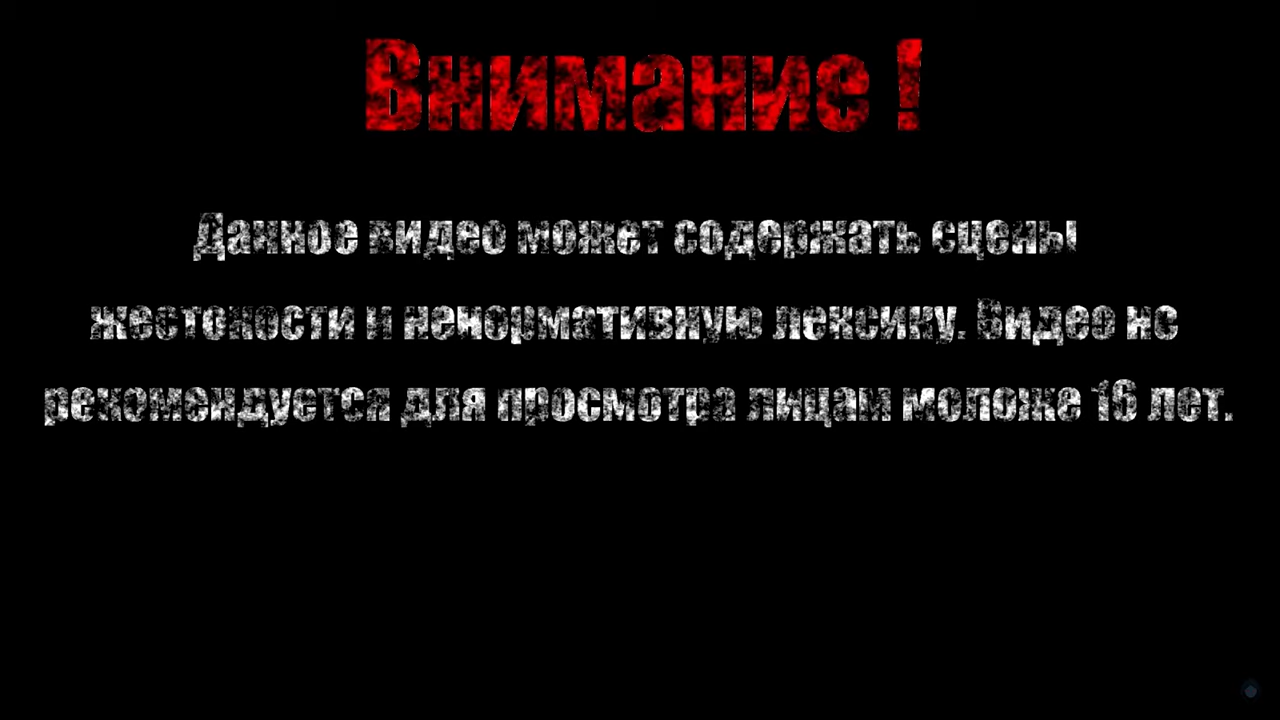 Внимание !
Данное видео может содержать сцены
жестокости и ненормативную лексику. Видео не
рекомендуется для просмотра лицам моложе 16 лет.